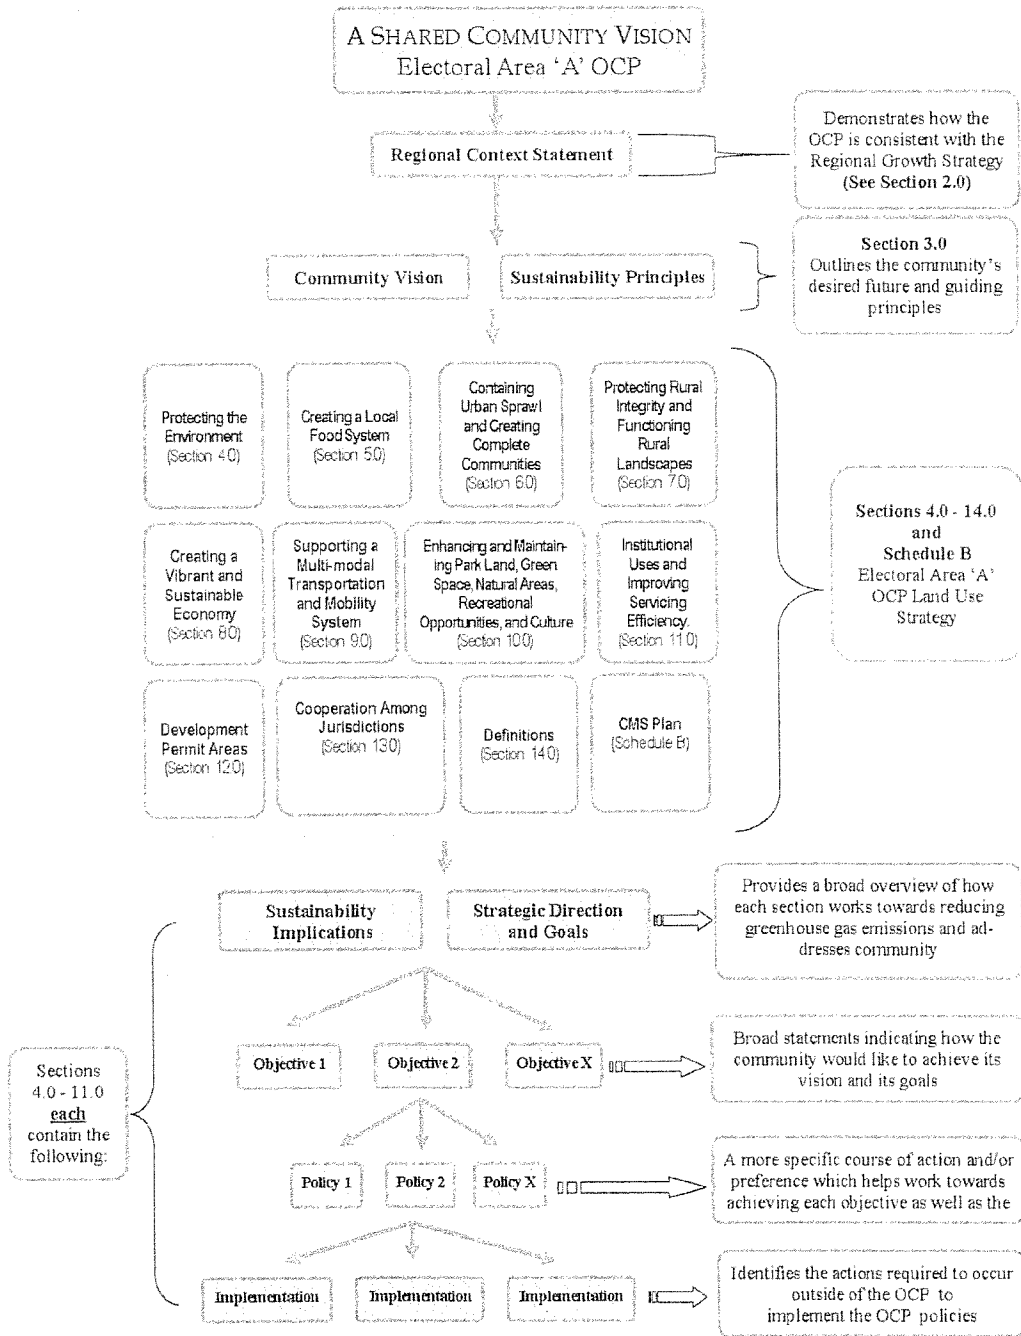 A SHARED COMMUNITY VISION
Electoral Area ‘A’ OCP
Regional Context Statement
Demonstrates how the
OCP is consistent with the
Regional Growth Strategy
(See Section 2.0)
Community Vision
Sustainability Principles
Section 3.0
Outlines the community’s
desired future and guiding
principles
Protecting the
Environment
(Section 4.0)
Creating a Local
Food System
(Section 5.0)
Containing
Urban Sprawl
and Creating
Complete
Communities
(Section 6.0)
Protecting Rural
Integrity and
Functioning
Rural
Landscapes
(Section 7.0)
Creating a
Vibrant and
Sustainable
Economy
(Section 8.0)
Supporting a
Multi-modal
Transportation
and Mobility
System
(Section 9.0)
Enhancing and Maintain-
ing Park Land, Green
Space, Natural Areas,
Recreational
Opportunities, and Culture
(Section 10.0)
Institutional
Uses and
Improving
Servicing
Efficiency.
(Section 11.0)
Development
Permit Areas
(Section 12.0)
Cooperation Among
Jurisdictions
(Section 13.0)
Definitions
(Section 14.0)
CMS Plan
(Schedule B)
Sections 4.0 - 14.0
and
Schedule B
Electoral Area ‘A’
OCP Land Use
Strategy
Sustainability
Implications
Strategic Direction
and Goals
Provides a broad overview of how
each section works towards reducing
greenhouse gas emissions and ad-
dresses community
Sections
4.0 - 11.0
each
contain the
following:
Objective 1
Objective 2
Objective X
Broad statements indicating how the
community would like to achieve its
vision and its goals
Policy 1
Policy 2
Policy X
A more specific course of action and/or
preference which helps work towards
achieving each objective as well as the
Implementation
Implementation
Implementation
Identifies the actions required to occur
outside of the OCP to
implement the OCP policies